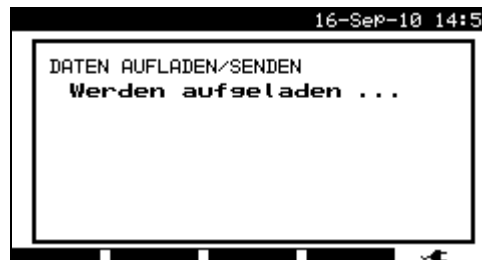 16-Sep-10 14:5
DATEN AUFLADEN/SENDEN
Werden aufgeladen ...